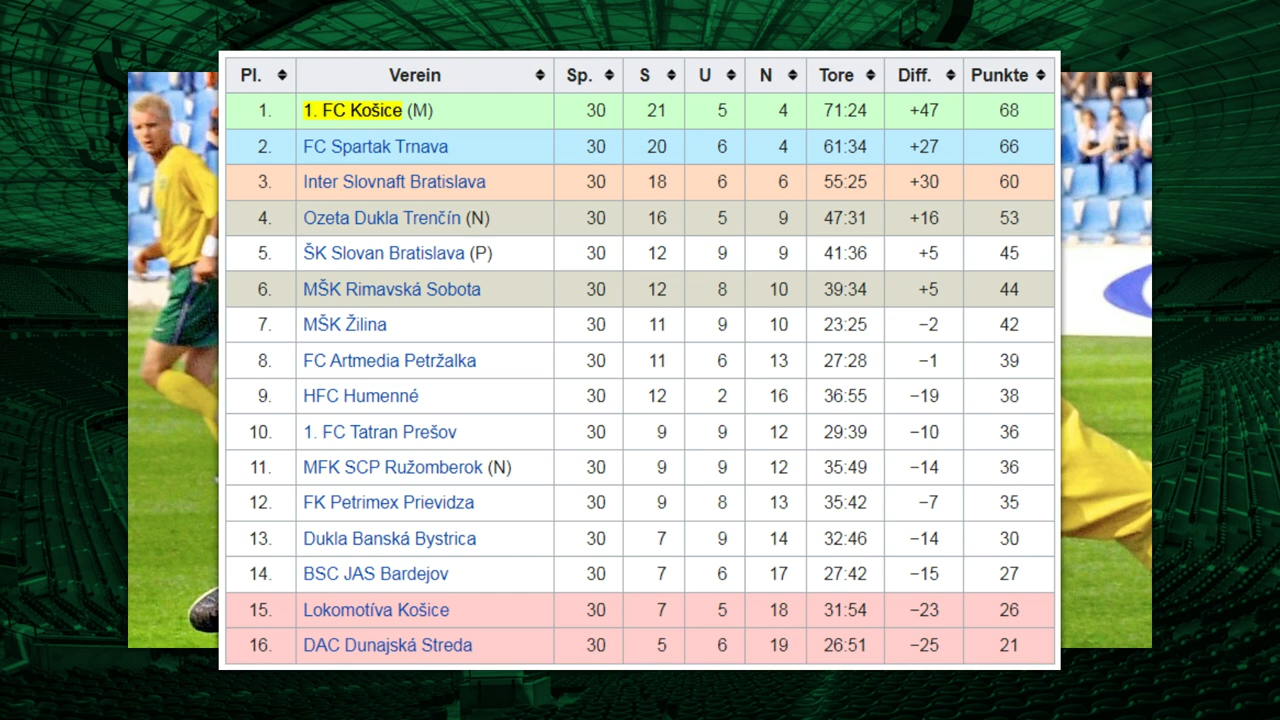 Pl. Verein Sp. S U N Tore Diff. Punkte
1. 1. FC Košice (M) 30 21 5 4 71:24 +47 68
2. FC Spartak Trnava 30 20 6 4 61:34 +27 66
3. Inter Slovnaft Bratislava 30 18 6 6 55:25 +30 60
4. Ozeta Dukla Trenčín (N) 30 16 5 9 47:31 +16 53
5. ŠK Slovan Bratislava (P) 30 12 9 9 41:36 +5 45
6. MŠK Rimavská Sobota 30 12 8 10 39:34 +5 44
7. MŠK Žilina 30 11 9 10 23:25 −2 42
8. FC Artmedia Petržalka 30 11 6 13 27:28 −1 39
9. HFC Humenné 30 12 2 16 36:55 −19 38
10. 1. FC Tatran Prešov 30 9 9 12 29:39 −10 36
11. MFK SCP Ružomberok (N) 30 9 9 12 35:49 −14 36
12. FK Petrimex Prievidza 30 9 8 13 35:42 −7 35
13. Dukla Banská Bystrica 30 7 9 14 32:46 −14 30
14. BSC JAS Bardejov 30 7 6 17 27:42 −15 27
15. Lokomotíva Košice 30 7 5 18 31:54 −23 26
16. DAC Dunajská Streda 30 5 6 19 26:51 −25 21